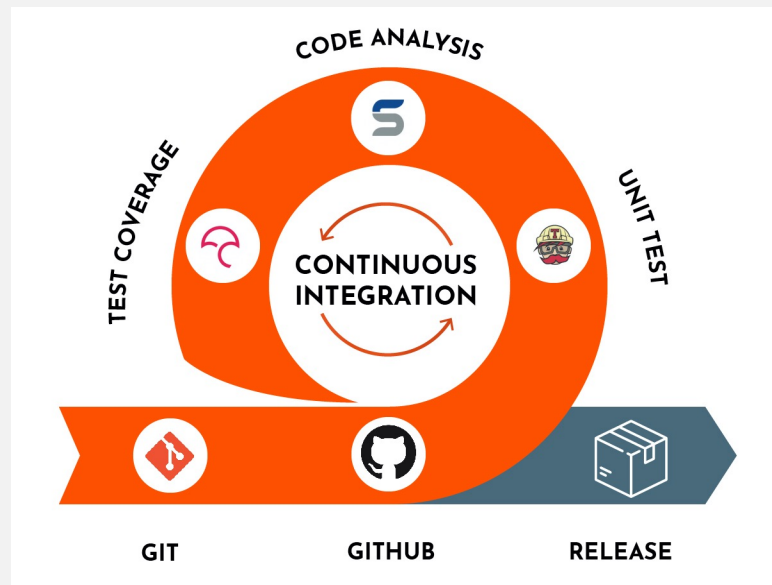 CODE ANALYSIS
TEST COVERAGE
UNIT TEST
T
CONTINUOUS
INTEGRATION
GIT
GITHUB
RELEASE